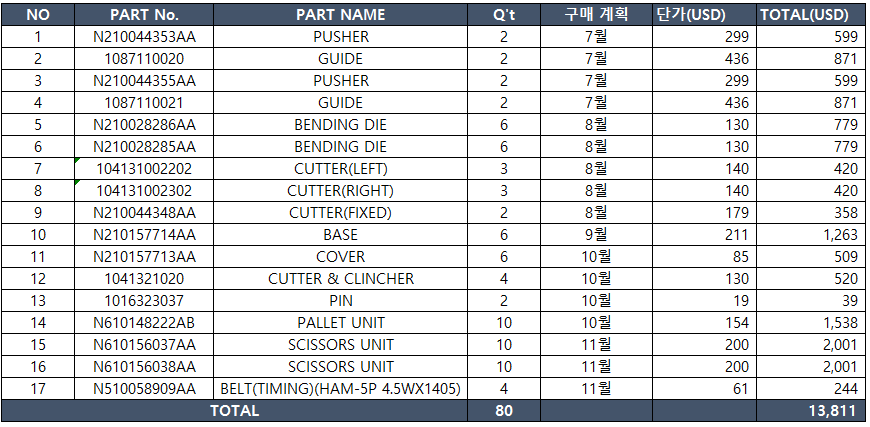 NO PART No. PART NAME Q't 구매 계획 단가(USD) TOTAL(USD)
1 N210044353AA PUSHER 2 7월 299 599
2 1087110020 GUIDE 2 7월 436 871
3 N210044355AA PUSHER 2 7월 299 599
4 1087110021 GUIDE 2 7월 436 871
5 N210028286AA BENDING DIE 6 8월 130 779
6 N210028285AA BENDING DIE 6 8월 130 779
7 104131002202 CUTTER(LEFT) 3 8월 140 420
8 104131002302 CUTTER(RIGHT) 3 8월 140 420
9 N210044348AA CUTTER(FIXED) 2 8월 179 358
10 N210157714AA BASE 6 9월 211 1,263
11 N210157713AA COVER 6 10월 85 509
12 1041321020 CUTTER & CLINCHER 4 10월 130 520
13 1016323037 PIN 2 10월 19 39
14 N610148222AB PALLET UNIT 10 10월 154 1,538
15 N610156037AA SCISSORS UNIT 10 11월 200 2,001
16 N610156038AA SCISSORS UNIT 10 11월 200 2,001
17 N510058909AA BELT(TIMING)(HAM-5P 4.5WX1405) 4 11월 61 244
TOTAL 80 13,811